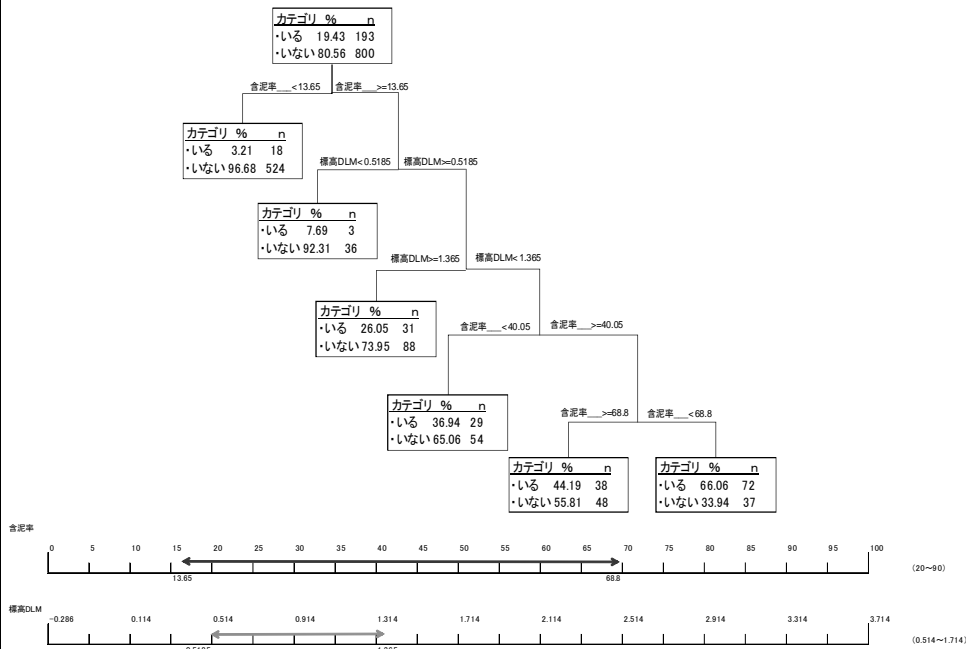 カテゴリ % n
・いる 19.43 193
・いない 80.56 800
含泥率___<13.65 含泥率___>=13.65
カテゴリ % n
・いる 3.21 18
・いない 96.68 524
標高DLM<0.5185 標高DLM>=0.5185
カテゴリ % n
・いる 7.69 3
・いない 92.31 36
標高DLM>=1.365 標高DLM<1.365
カテゴリ % n
・いる 26.05 31
・いない 73.95 88
含泥率___<40.05 含泥率___>=40.05
カテゴリ % n
・いる 36.94 29
・いない 65.06 54
含泥率___>=68.8 含泥率___<68.8
カテゴリ % n
・いる 44.19 38
・いない 55.81 48
カテゴリ % n
・いる 66.06 72
・いない 33.94 37
含泥率
0 5 10 15 20 25 30 35 40 45 50 55 60 65 70 75 80 85 90 95 100
(20~90)
13.65 68.8
標高DLM
-0.286 0.114 0.514 0.914 1.314 1.714 2.114 2.514 2.914 3.314 3.714
(0.514~1.714)
0.5185 1.365